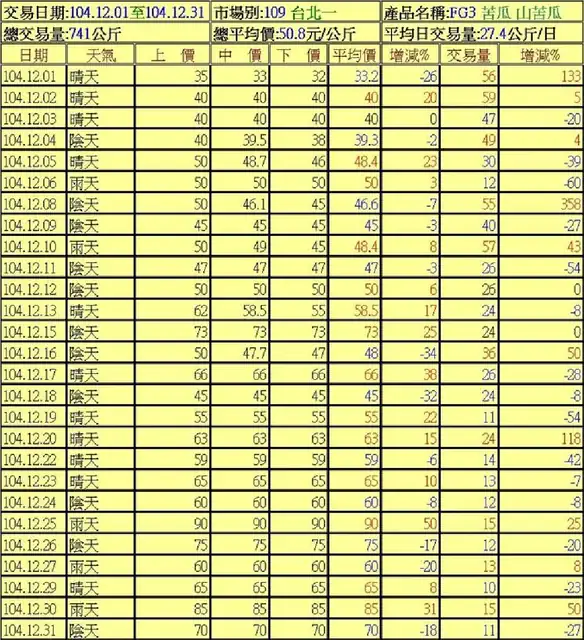 交易日期:104.12.01至104.12.31 市場別:109 台北一 產品名稱:FG3 苦瓜 山苦瓜
總交易量:741公斤 總平均價:50.8元/公斤 平均日交易量:27.4公斤/日
日期 天氣 上 價 中 價 下 價 平均價 增減% 交易量 增減%
104.12.01 晴天 35 33 32 33.2 -26 56 133
104.12.02 晴天 40 40 40 40 20 59 5
104.12.03 晴天 40 40 40 40 0 47 -20
104.12.04 陰天 40 39.5 38 39.3 -2 49 4
104.12.05 晴天 50 48.7 46 48.4 23 30 -39
104.12.06 雨天 50 50 50 50 3 12 -60
104.12.08 陰天 50 46.1 45 46.6 -7 55 358
104.12.09 陰天 45 45 45 45 -3 40 -27
104.12.10 雨天 50 49 45 48.4 8 57 43
104.12.11 陰天 47 47 47 47 -3 26 -54
104.12.12 陰天 50 50 50 50 6 26 0
104.12.13 晴天 62 58.5 55 58.5 17 24 -8
104.12.15 陰天 73 73 73 73 25 24 0
104.12.16 陰天 50 47.7 47 48 -34 36 50
104.12.17 晴天 66 66 66 66 38 26 -28
104.12.18 陰天 45 45 45 45 -32 24 -8
104.12.19 晴天 55 55 55 55 22 11 -54
104.12.20 晴天 63 63 63 63 15 24 118
104.12.22 晴天 59 59 59 59 -6 14 -42
104.12.23 晴天 65 65 65 65 10 13 -7
104.12.24 陰天 60 60 60 60 -8 12 -8
104.12.25 雨天 90 90 90 90 50 15 25
104.12.26 陰天 75 75 75 75 -17 12 -20
104.12.27 雨天 60 60 60 60 -20 13 8
104.12.29 晴天 65 65 65 65 8 10 -23
104.12.30 雨天 85 85 85 85 31 15 50
104.12.31 陰天 70 70 70 70 -18 11 -27